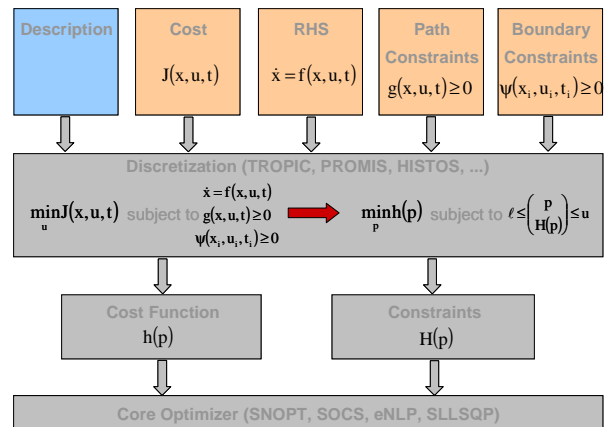 Description
Cost
J(x,u,t)
RHS
ẋ = f(x,u,t)
Path
Constraints
g(x,u,t) ≥ 0
Boundary
Constraints
ψ(xᵢ,uᵢ,tᵢ) ≥ 0
Discretization (TROPIC, PROMIS, HISTOS, ...)
min J(x,u,t) subject to
u
ẋ = f(x,u,t)
g(x,u,t) ≥ 0
ψ(xᵢ,uᵢ,tᵢ) ≥ 0
min h(p) subject to ℓ ≤ (p H(p)) ≤ u
p
Cost Function
h(p)
Constraints
H(p)
Core Optimizer (SNOPT, SOCS, eNLP, SLLSQP)